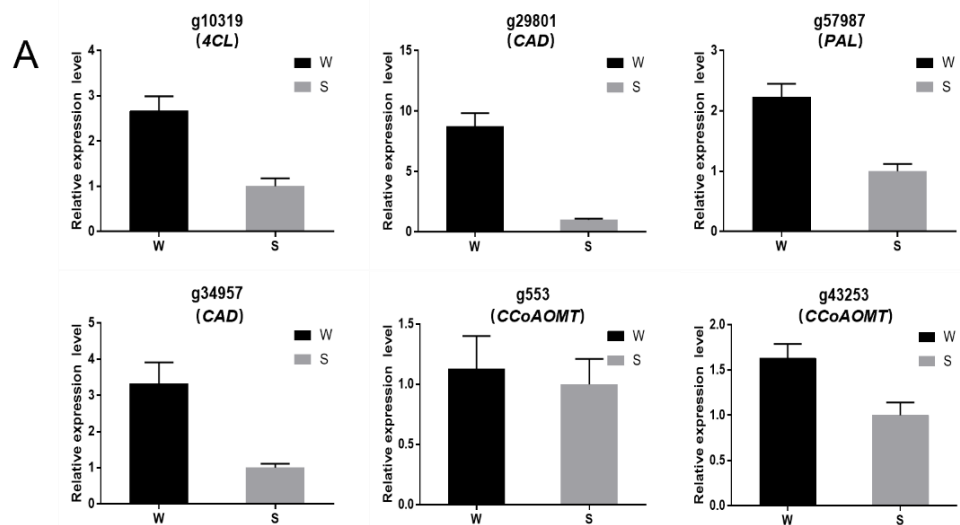 A
g10319
(4CL)
Relative expression level
4
3
2
1
0
W
S
W
S
g29801
(CAD)
Relative expression level
15
10
5
0
W
S
W
S
g57987
(PAL)
Relative expression level
3
2
1
0
W
S
W
S
g34957
(CAD)
Relative expression level
5
4
3
2
1
0
W
S
W
S
g553
(CCoAOMT)
Relative expression level
1.5
1.0
0.5
0.0
W
S
W
S
g43253
(CCoAOMT)
Relative expression level
2.0
1.5
1.0
0.5
0.0
W
S
W
S